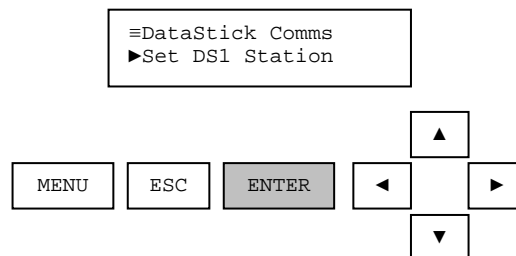 ≡DataStick Comms
►Set DS1 Station
▲
MENU ESC ENTER ◄ ►
▼